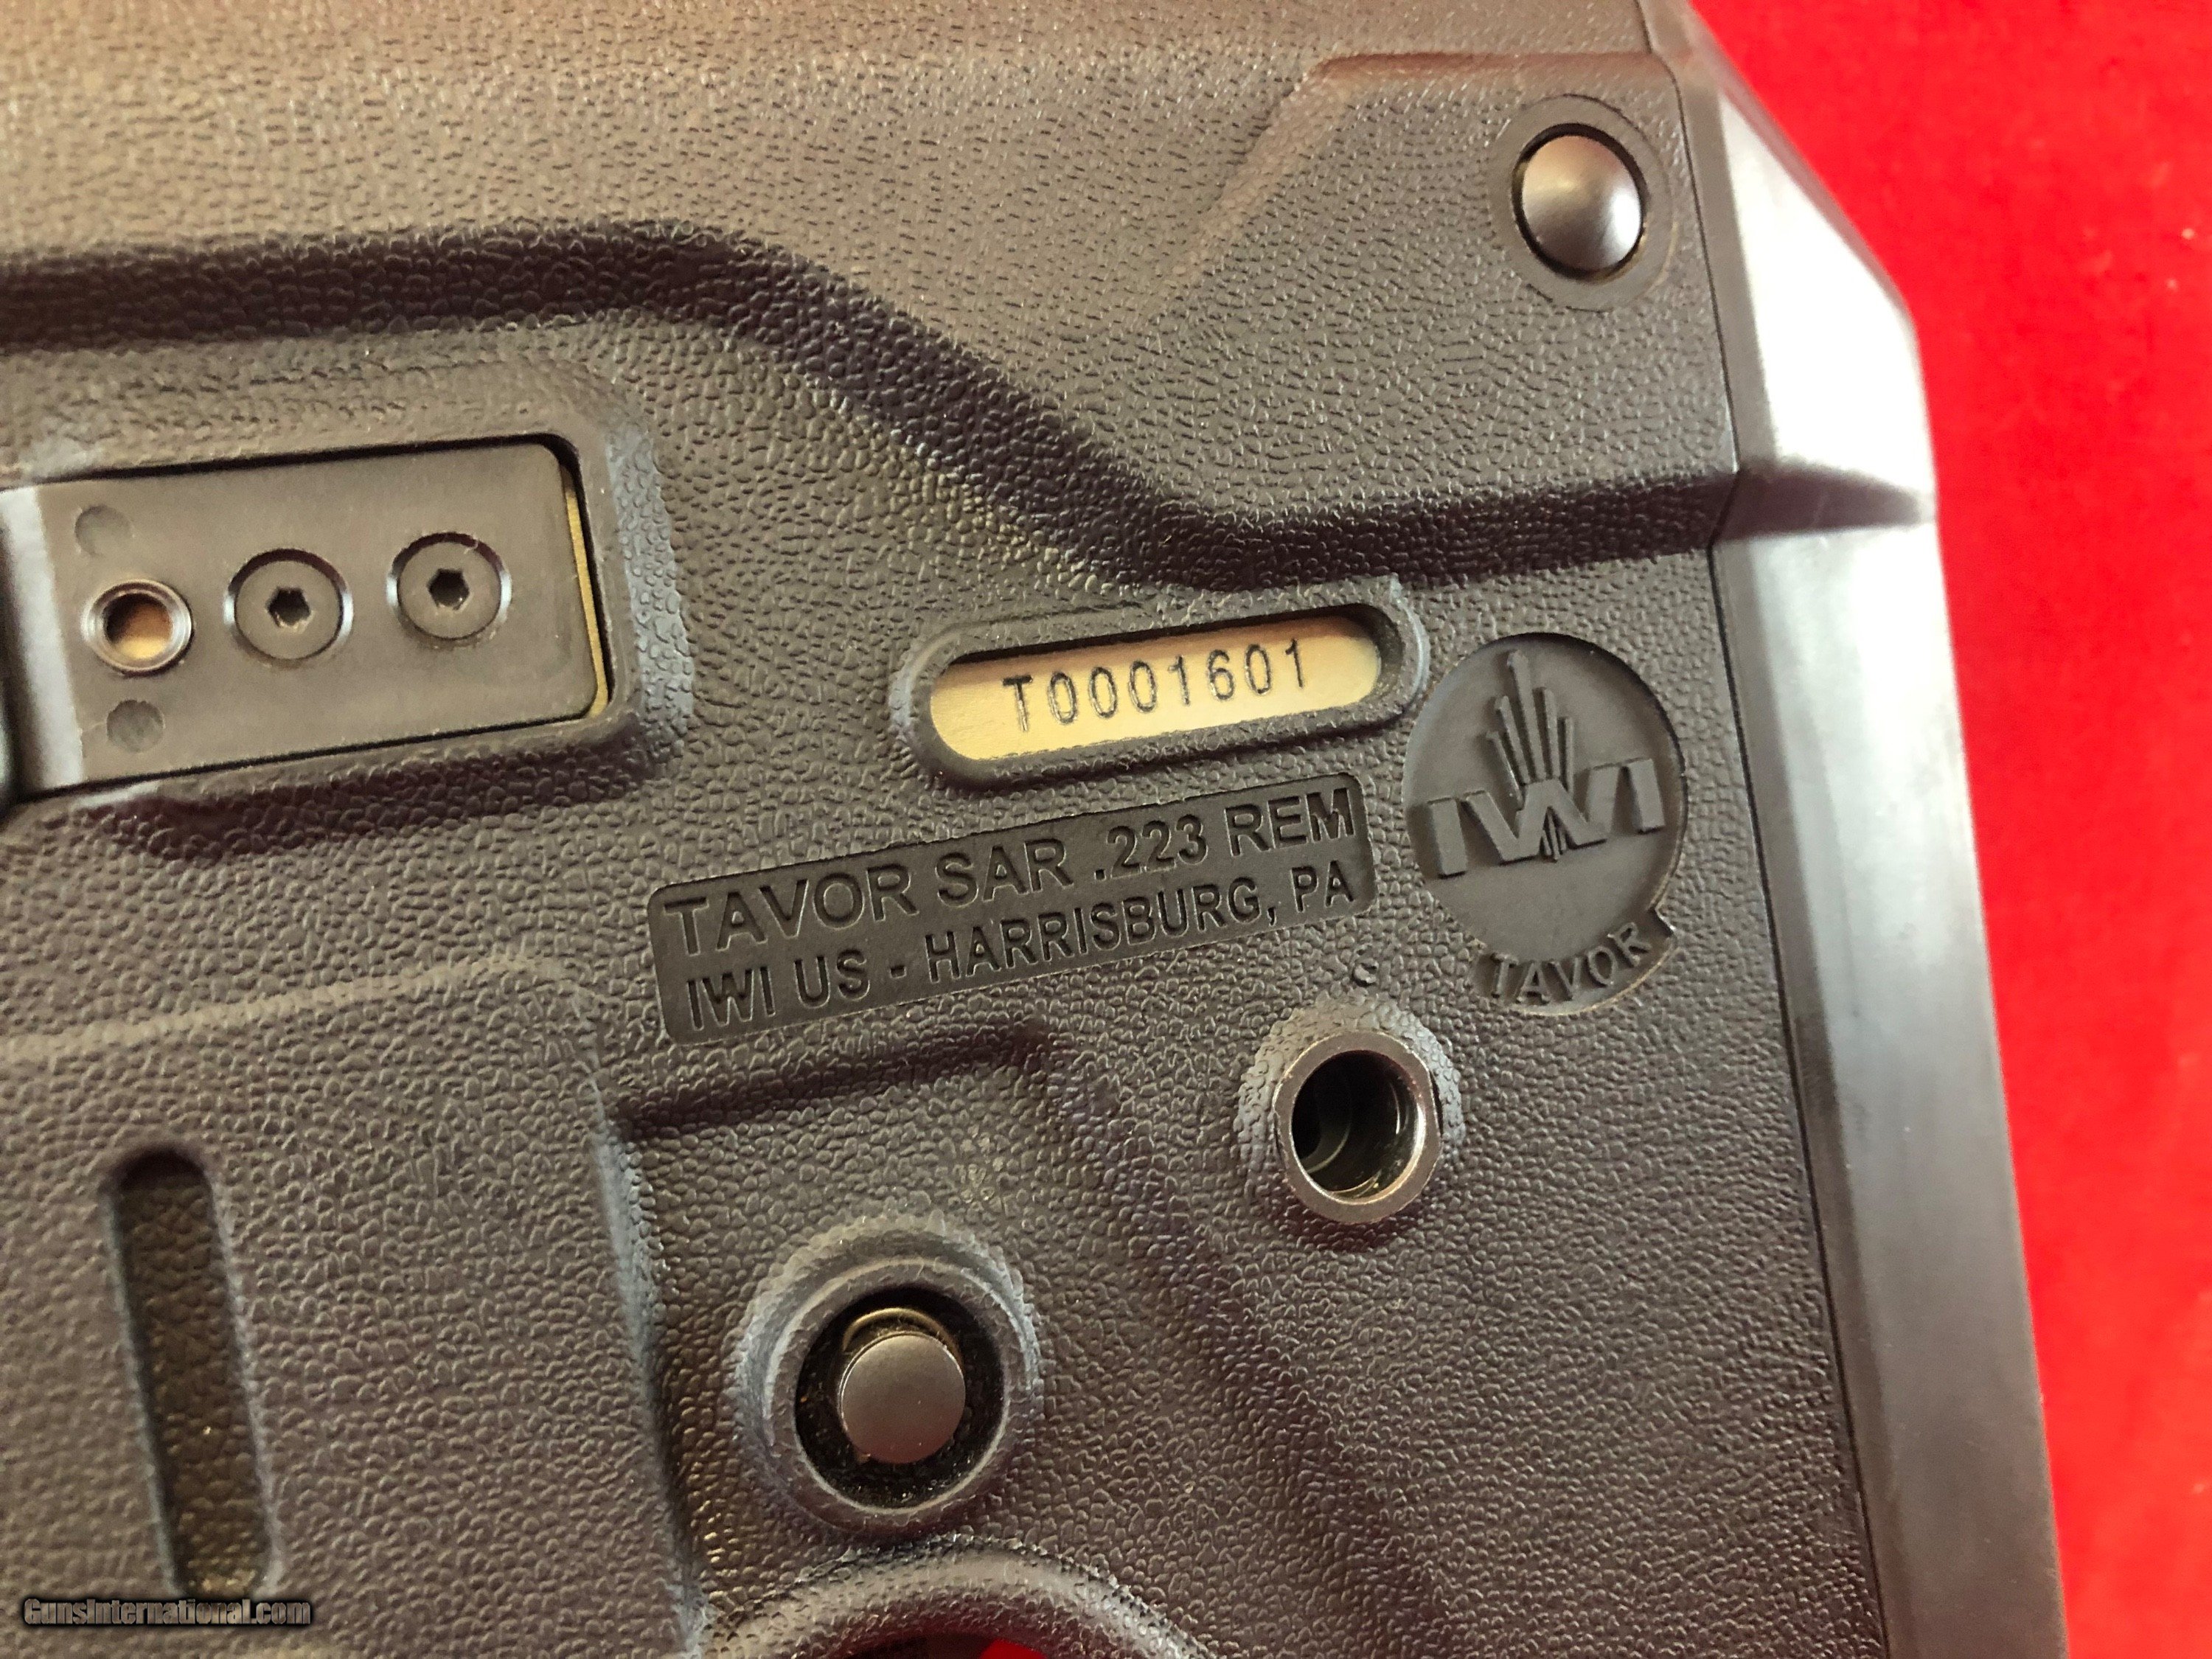 T0001601
TAVOR SAR .223 REM
IWI US - HARRISBURG, PA
IWI
TAVOR
GunsInternational.com